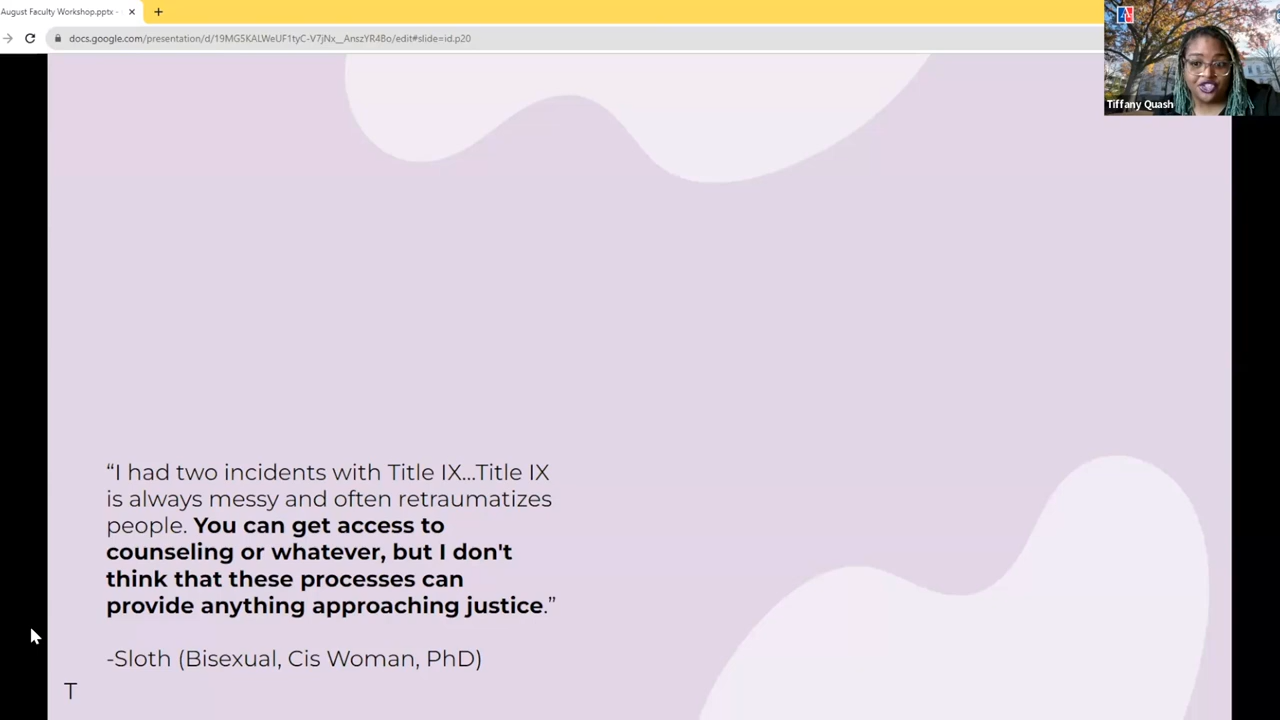 August Faculty Workshop.pptx -
docs.google.com/presentation/d/19MG5KALWeUF1tyC-V7jNx__AnszYR4Bo/edit#slide=id.p20
Tiffany Quash
“I had two incidents with Title IX...Title IX
is always messy and often retraumatizes
people. You can get access to
counseling or whatever, but I don't
think that these processes can
provide anything approaching justice.”
-Sloth (Bisexual, Cis Woman, PhD)
T